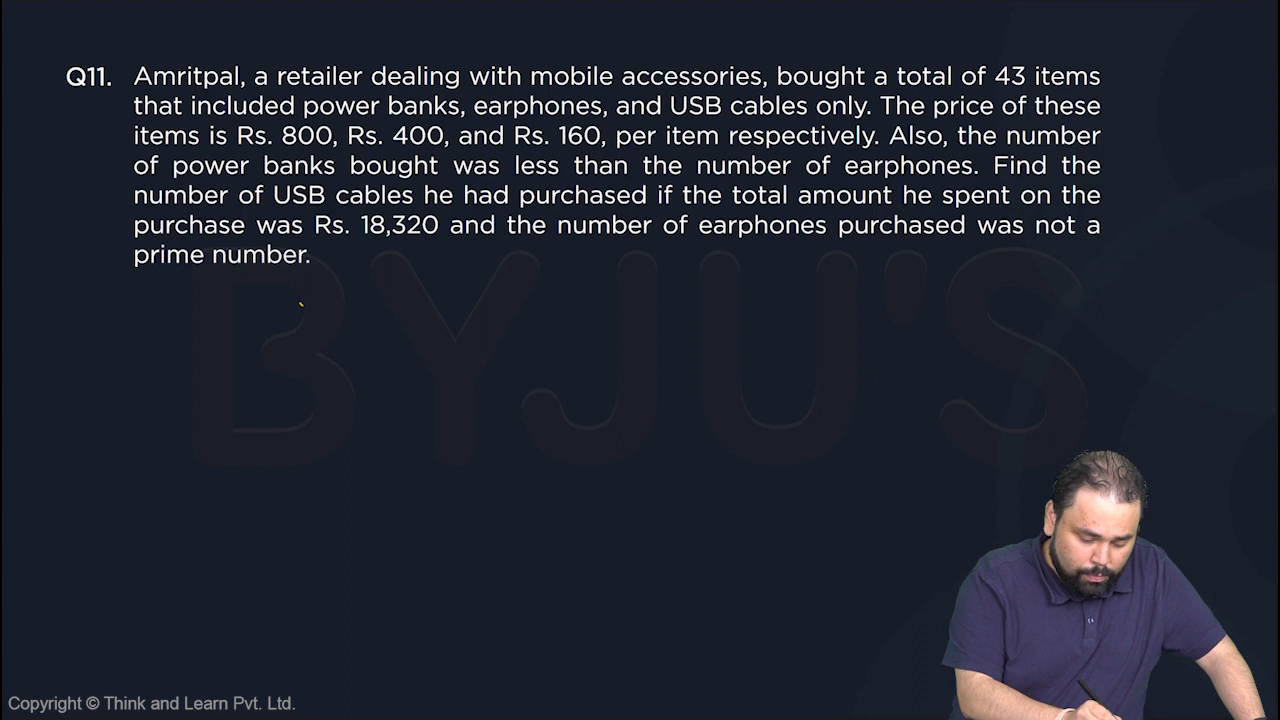 Q11. Amritpal, a retailer dealing with mobile accessories, bought a total of 43 items
that included power banks, earphones, and USB cables only. The price of these
items is Rs. 800, Rs. 400, and Rs. 160, per item respectively. Also, the number
of power banks bought was less than the number of earphones. Find the
number of USB cables he had purchased if the total amount he spent on the
purchase was Rs. 18,320 and the number of earphones purchased was not a
prime number.
BYJU'S
Copyright © Think and Learn Pvt. Ltd.